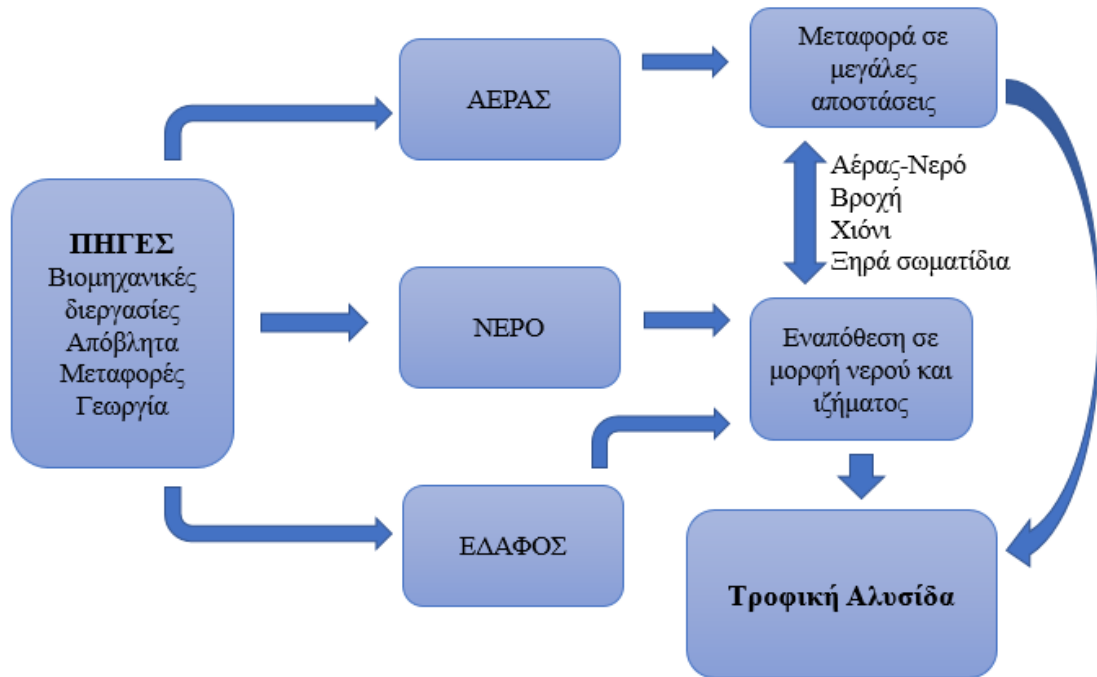 ΠΗΓΕΣ
Βιομηχανικές
διεργασίες
Απόβλητα
Μεταφορές
Γεωργία
ΑΕΡΑΣ
ΝΕΡΟ
ΕΔΑΦΟΣ
Μεταφορά σε
μεγάλες
αποστάσεις
Αέρας-Νερό
Βροχή
Χιόνι
Ξηρά σωματίδια
Εναπόθεση σε
μορφή νερού και
ιζήματος
Τροφική Αλυσίδα